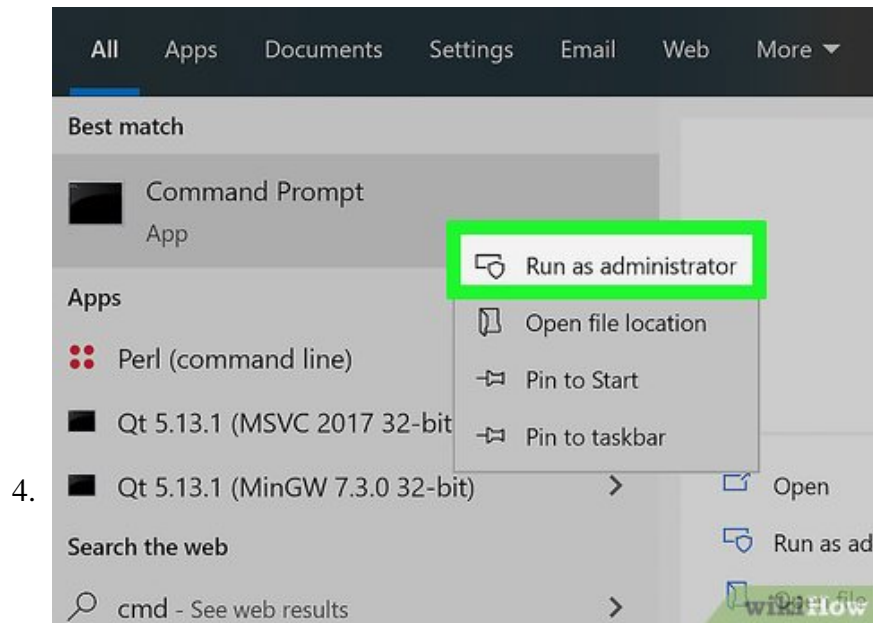 All Apps Documents Settings Email Web More
Best match
Command Prompt
App
Run as administrator
Apps
Open file location
Perl (command line)
Pin to Start
Qt 5.13.1 (MSVC 2017 32-bit
Pin to taskbar
4.
Qt 5.13.1 (MinGW 7.3.0 32-bit)
Open
Search the web
Run as ad
cmd - See web results
Open file
wikiHow